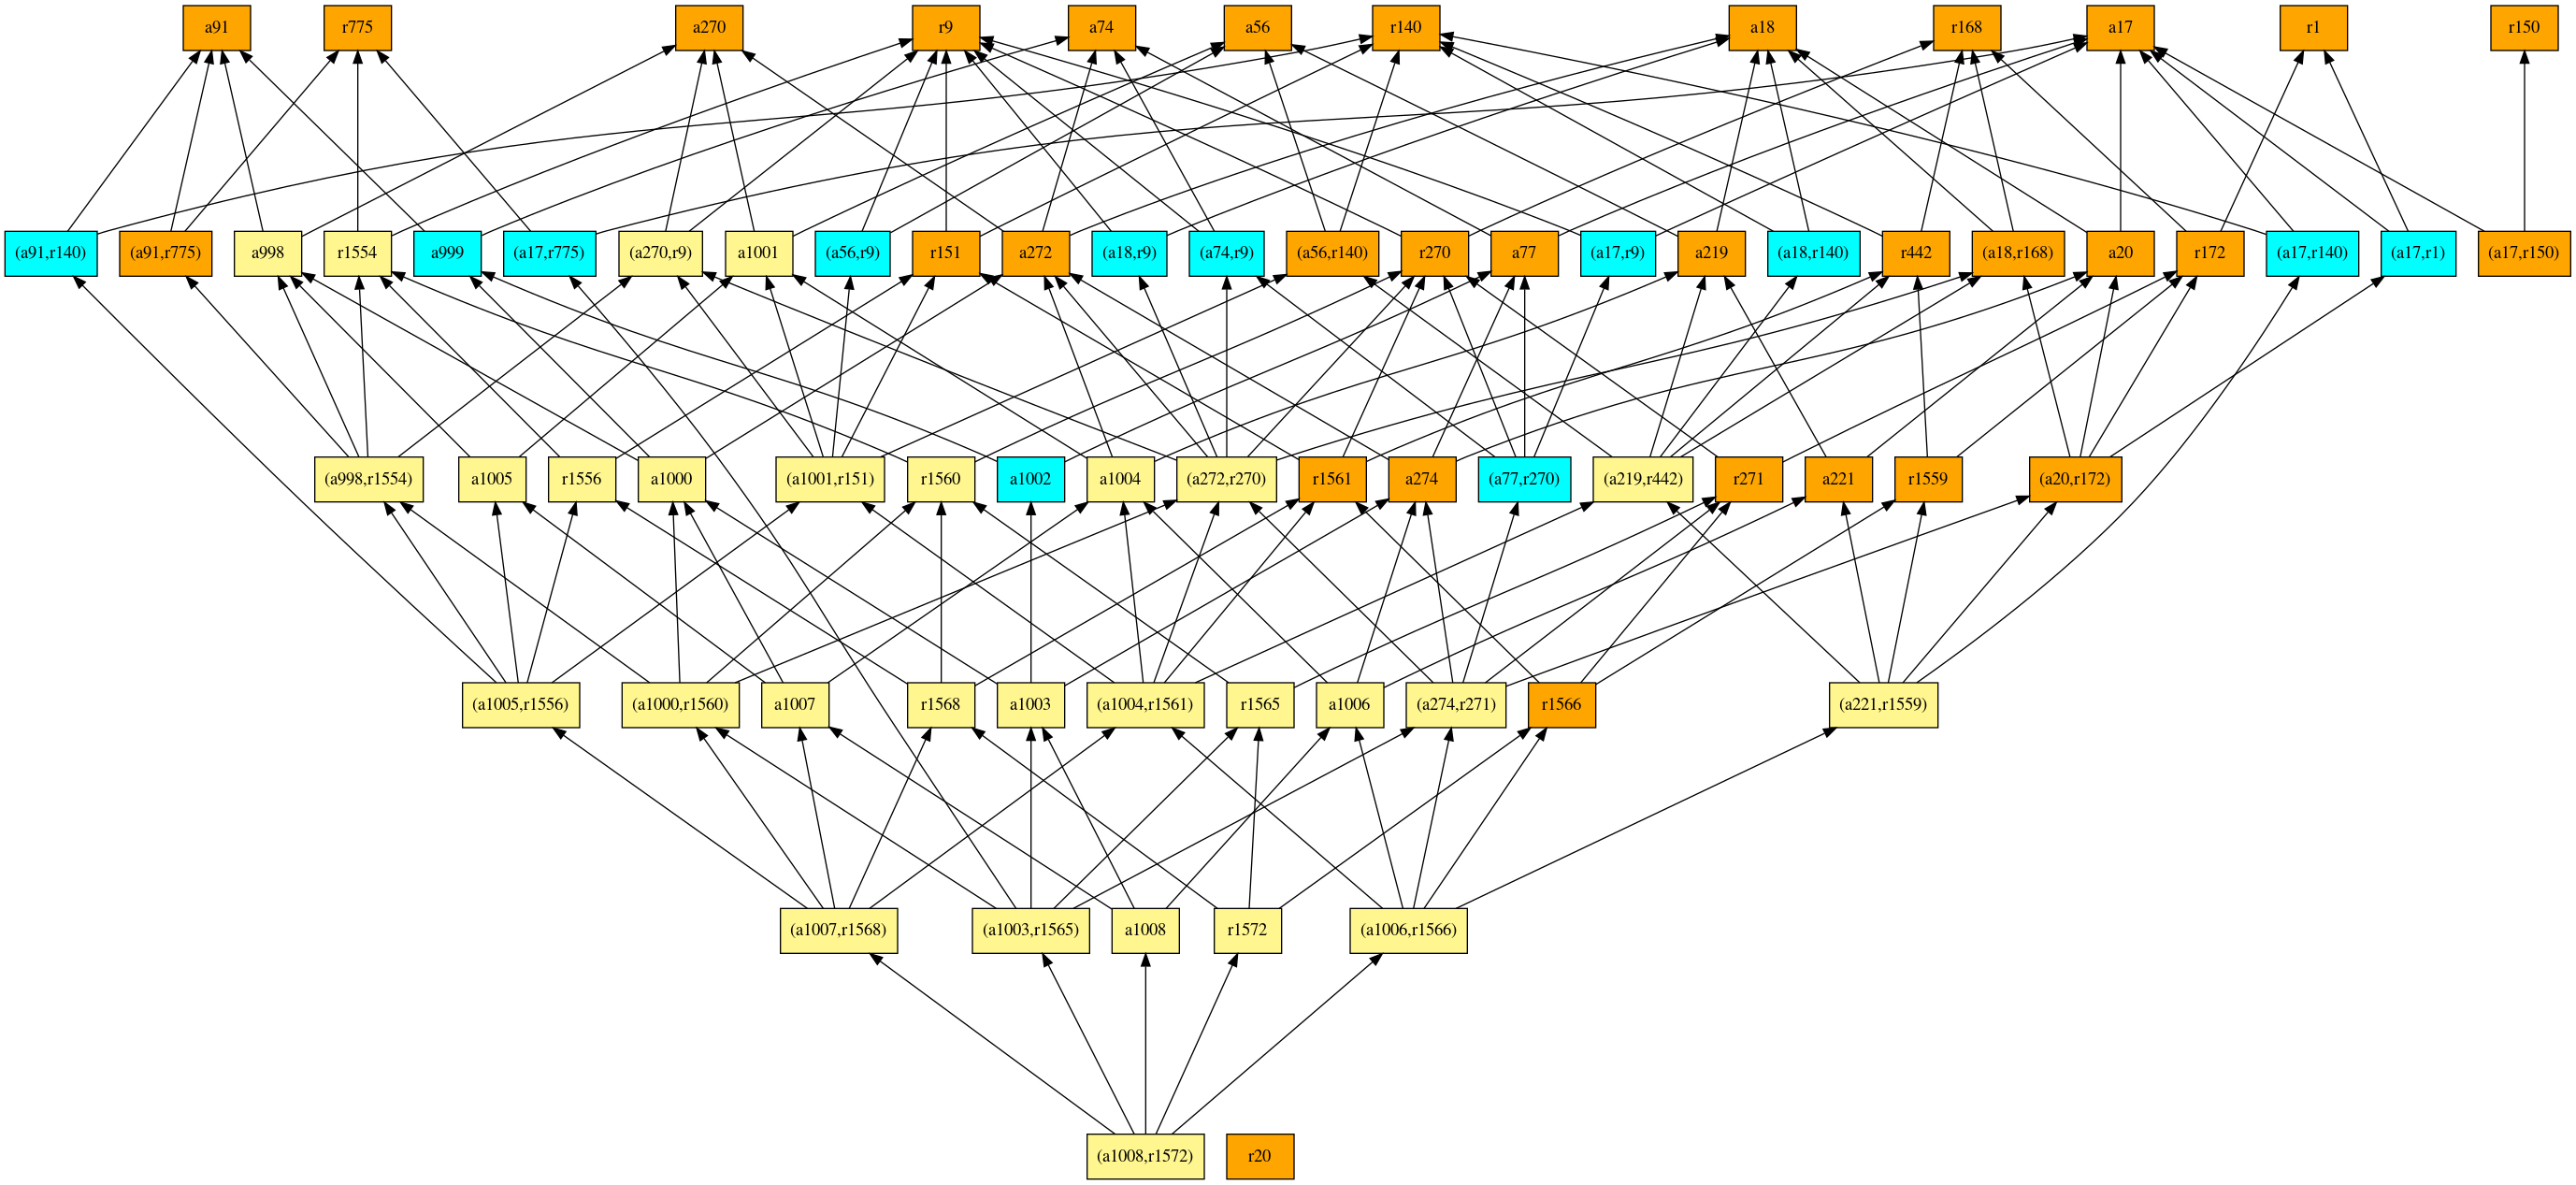 a91 r775 a270 r9 a74 a56 r140 a18 r168 a17 r1 r150
(a91,r140) (a91,r775) a998 r1554 a999 (a17,r775) (a270,r9) a1001 (a56,r9) r151 a272 (a18,r9) (a74,r9) (a56,r140) r270 a77 (a17,r9) a219 (a18,r140) r442 (a18,r168) a20 r172 (a17,r140) (a17,r1) (a17,r150)
(a998,r1554) a1005 r1556 a1000 (a1001,r151) r1560 a1002 a1004 (a272,r270) r1561 a274 (a77,r270) (a219,r442) r271 a221 r1559 (a20,r172)
(a1005,r1556) (a1000,r1560) a1007 r1568 a1003 (a1004,r1561) r1565 a1006 (a274,r271) r1566 (a221,r1559)
(a1007,r1568) (a1003,r1565) a1008 r1572 (a1006,r1566)
(a1008,r1572) r20